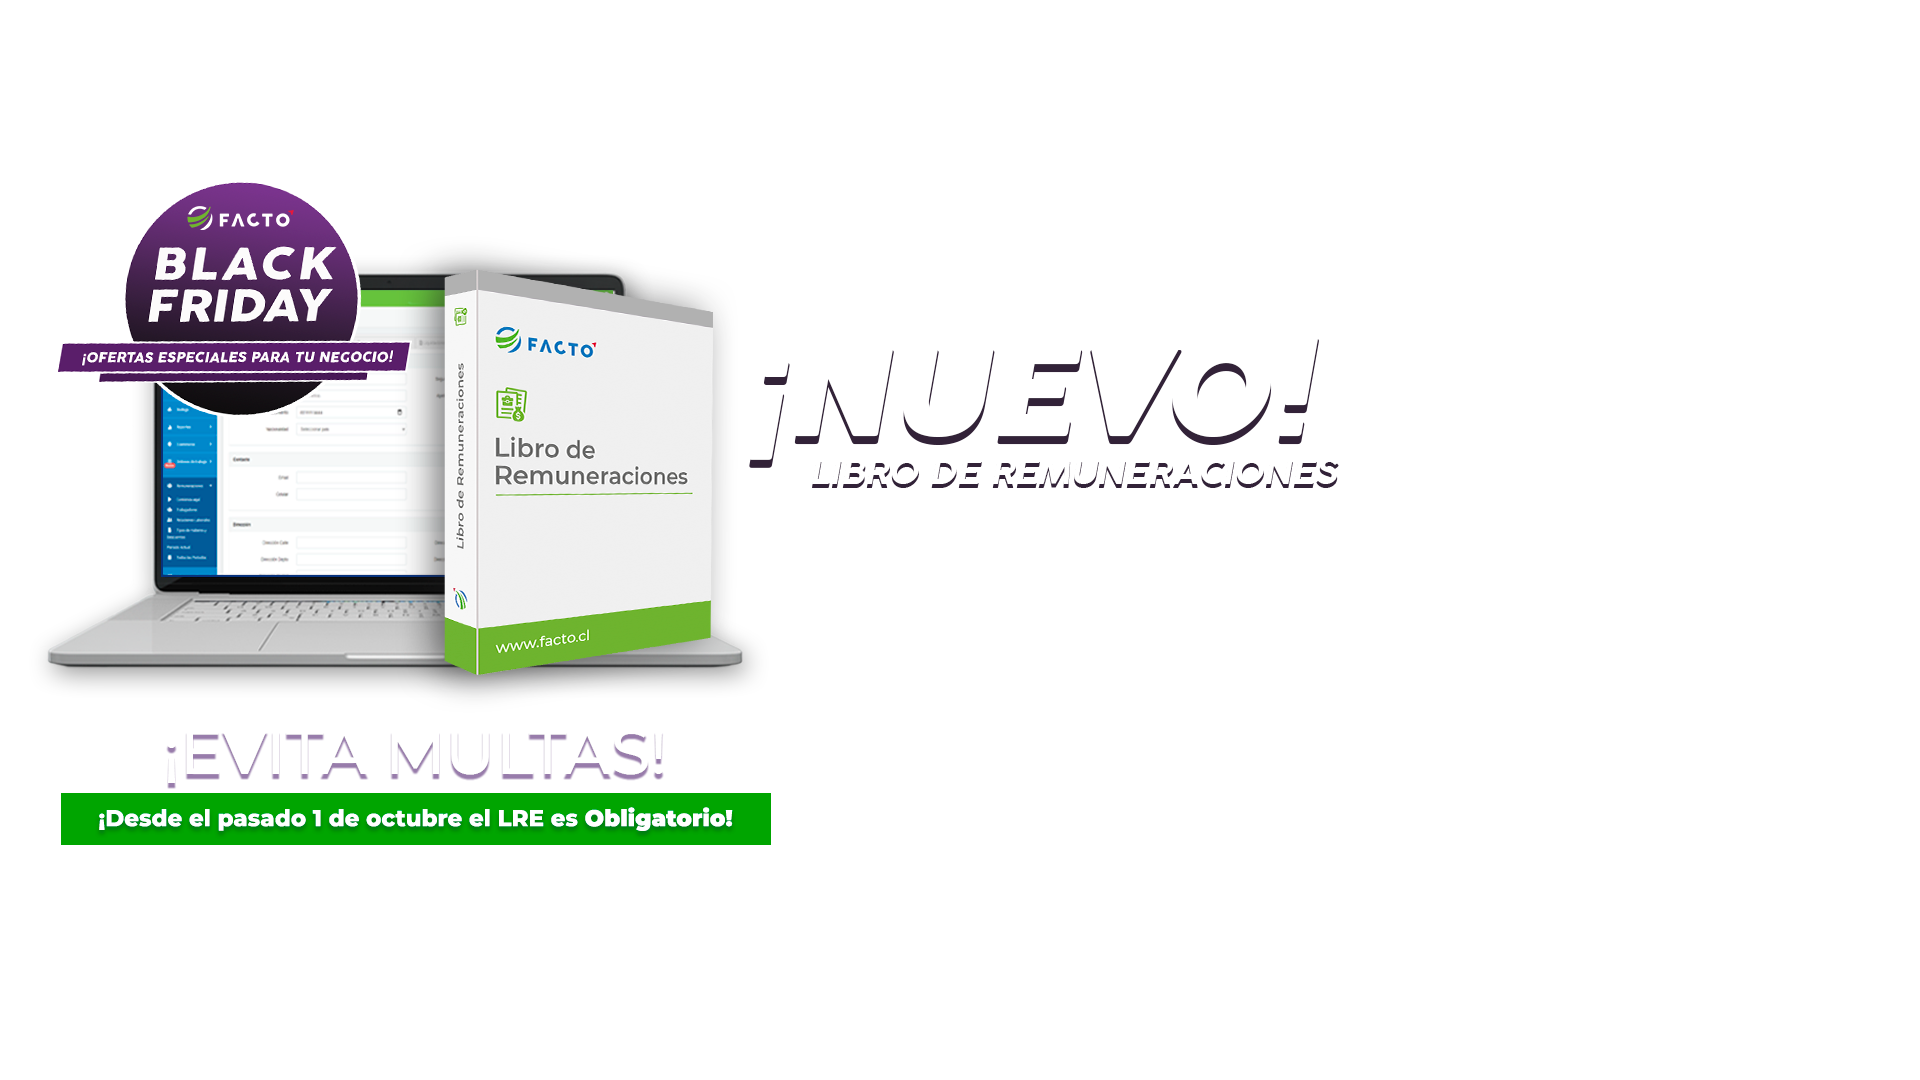 FACTO
BLACK
FRIDAY
¡OFERTAS ESPECIALES PARA TU NEGOCIO!
FACTO
Libro de
Remuneraciones
Libro de Remuneraciones
www.facto.cl
¡NUEVO!
LIBRO DE REMUNERACIONES
¡EVITA MULTAS!
¡Desde el pasado 1 de octubre el LRE es Obligatorio!